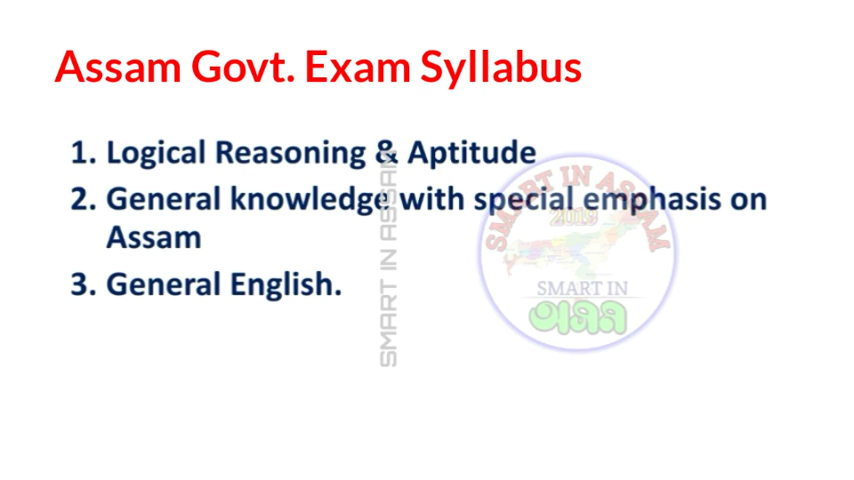 Assam Govt. Exam Syllabus
1. Logical Reasoning & Aptitude
2. General knowledge with special emphasis on
Assam
3. General English.
SMART IN ASSAM
SMART IN ASSAM
2019
SMART IN
অসম